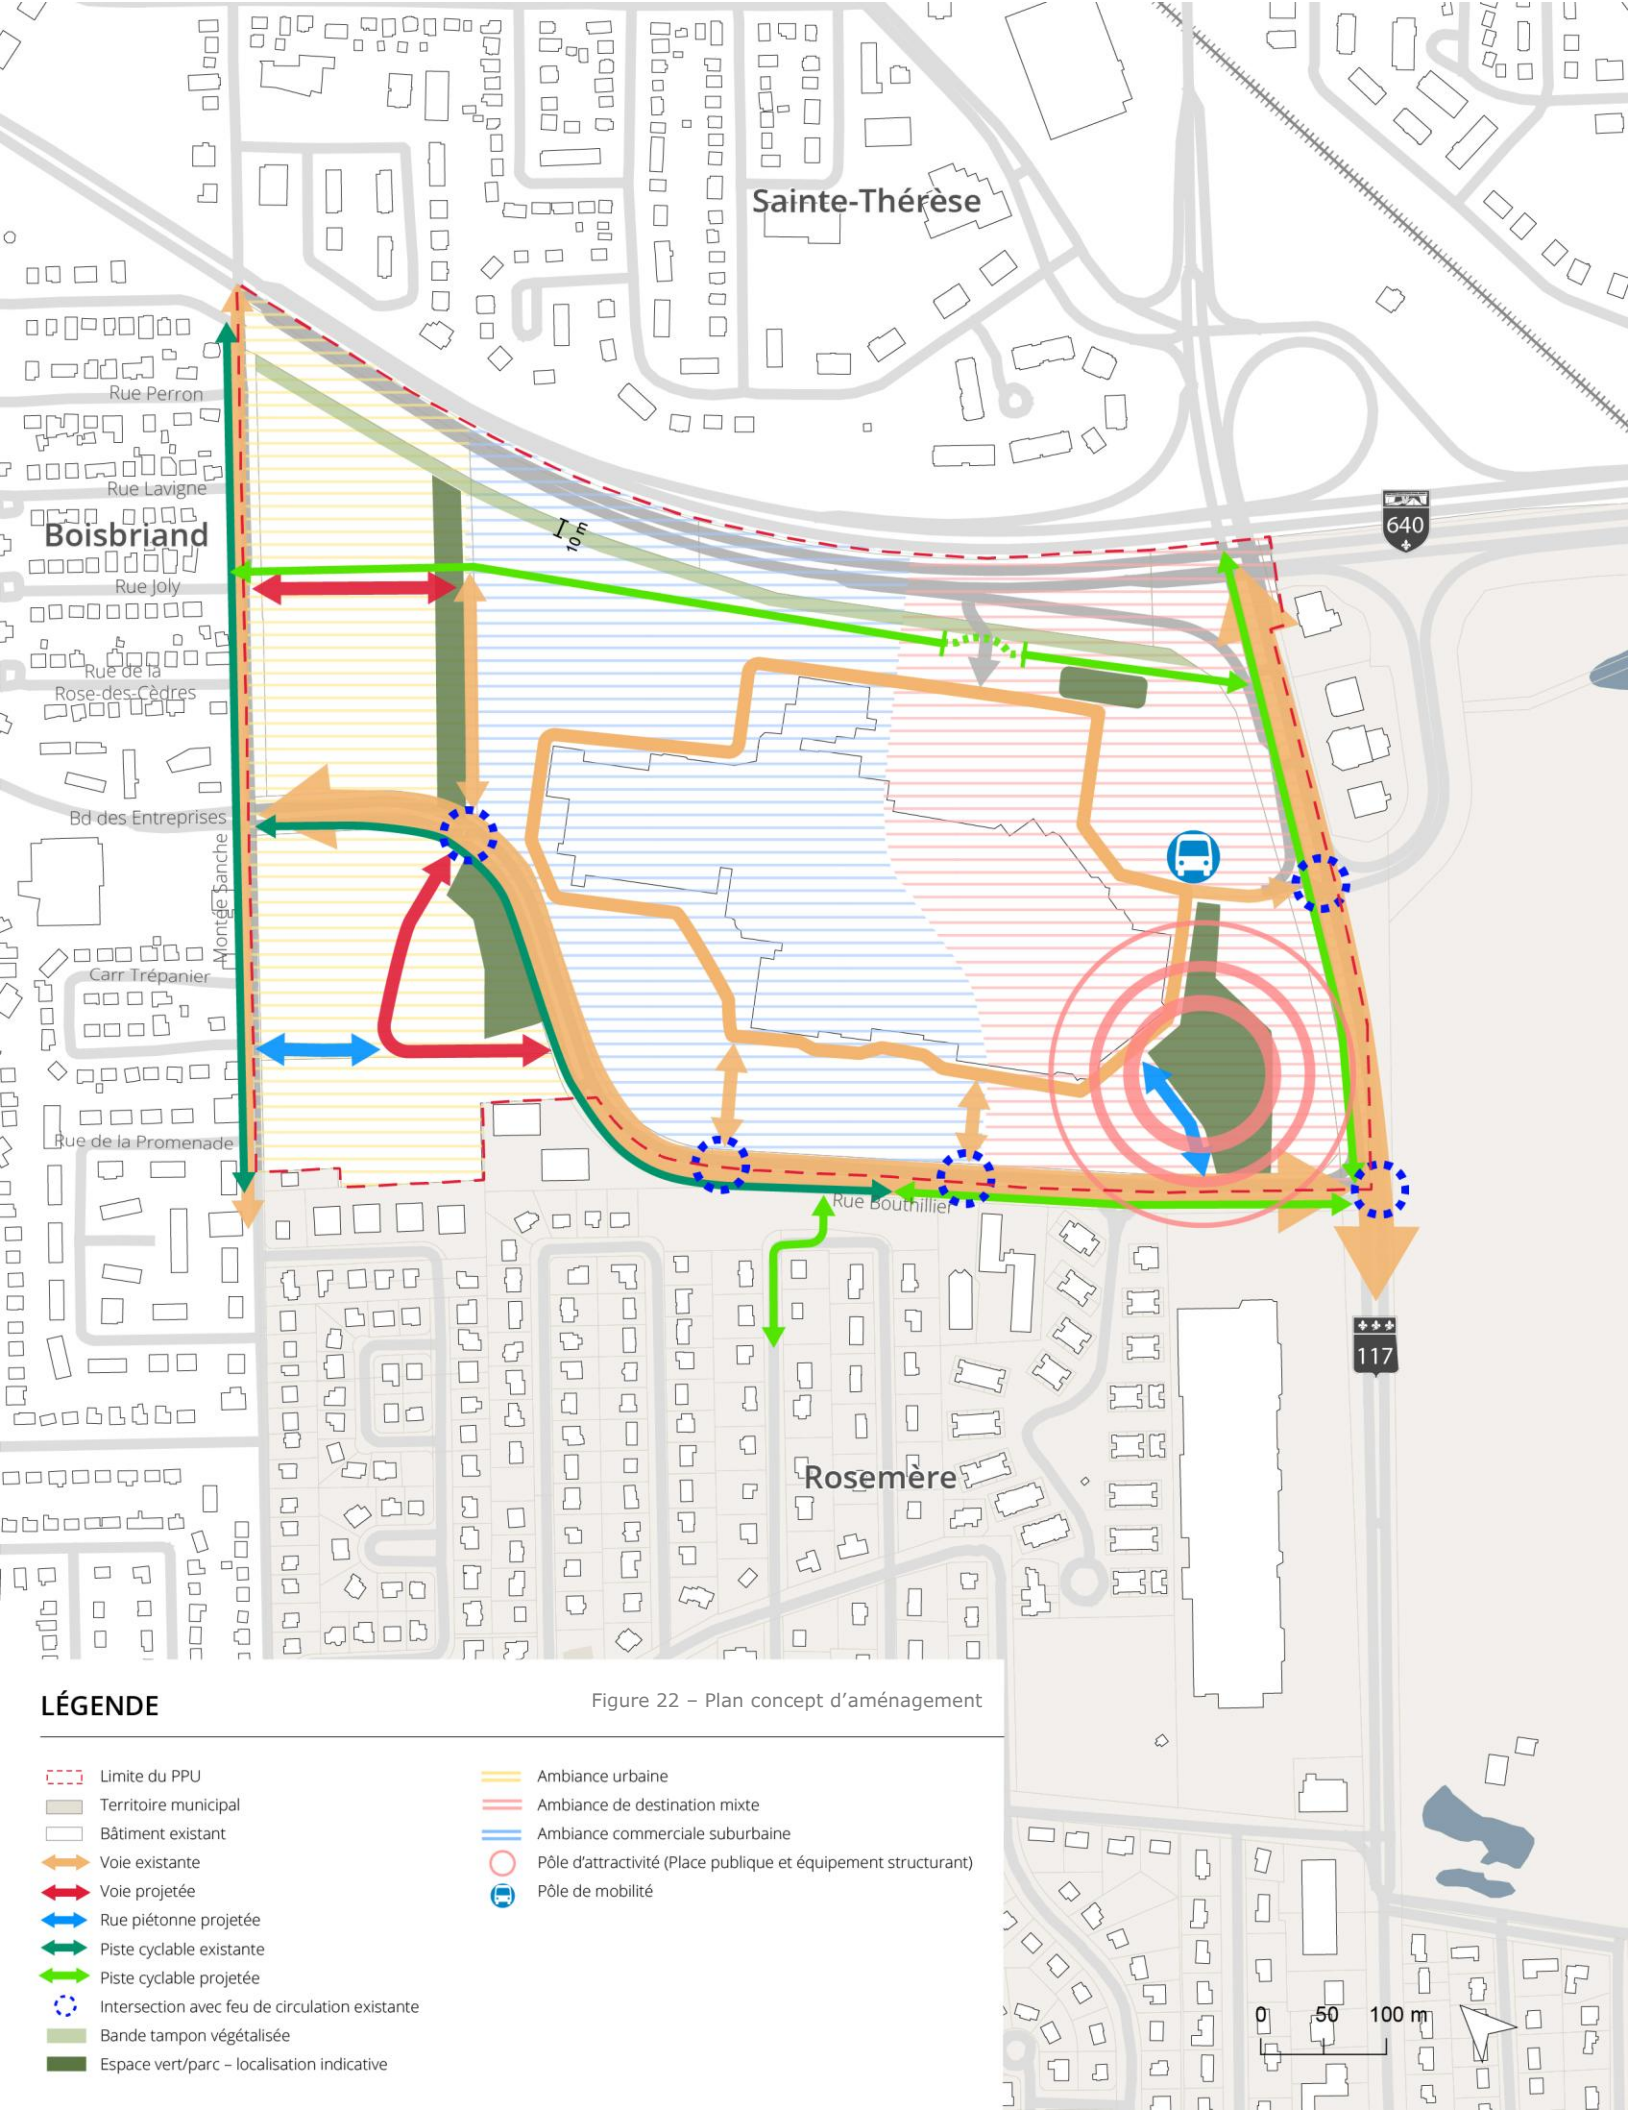 Sainte-Thérèse
Rue Perron
Rue Lavigne
640
Boisbriand
10 m
Rue Joly
Rue de la
Rose-des-Cèdres
Bd des Entreprises
Montée Sanche
Carr Trépanier
Rue de la Promenade
Rue Bouthillier
117
Rosemère
LÉGENDE
Figure 22 – Plan concept d’aménagement
Limite du PPU
Territoire municipal
Bâtiment existant
Voie existante
Voie projetée
Rue piétonne projetée
Piste cyclable existante
Piste cyclable projetée
Intersection avec feu de circulation existante
Bande tampon végétalisée
Espace vert/parc – localisation indicative
Ambiance urbaine
Ambiance de destination mixte
Ambiance commerciale suburbaine
Pôle d’attractivité (Place publique et équipement structurant)
Pôle de mobilité
0 50 100 m